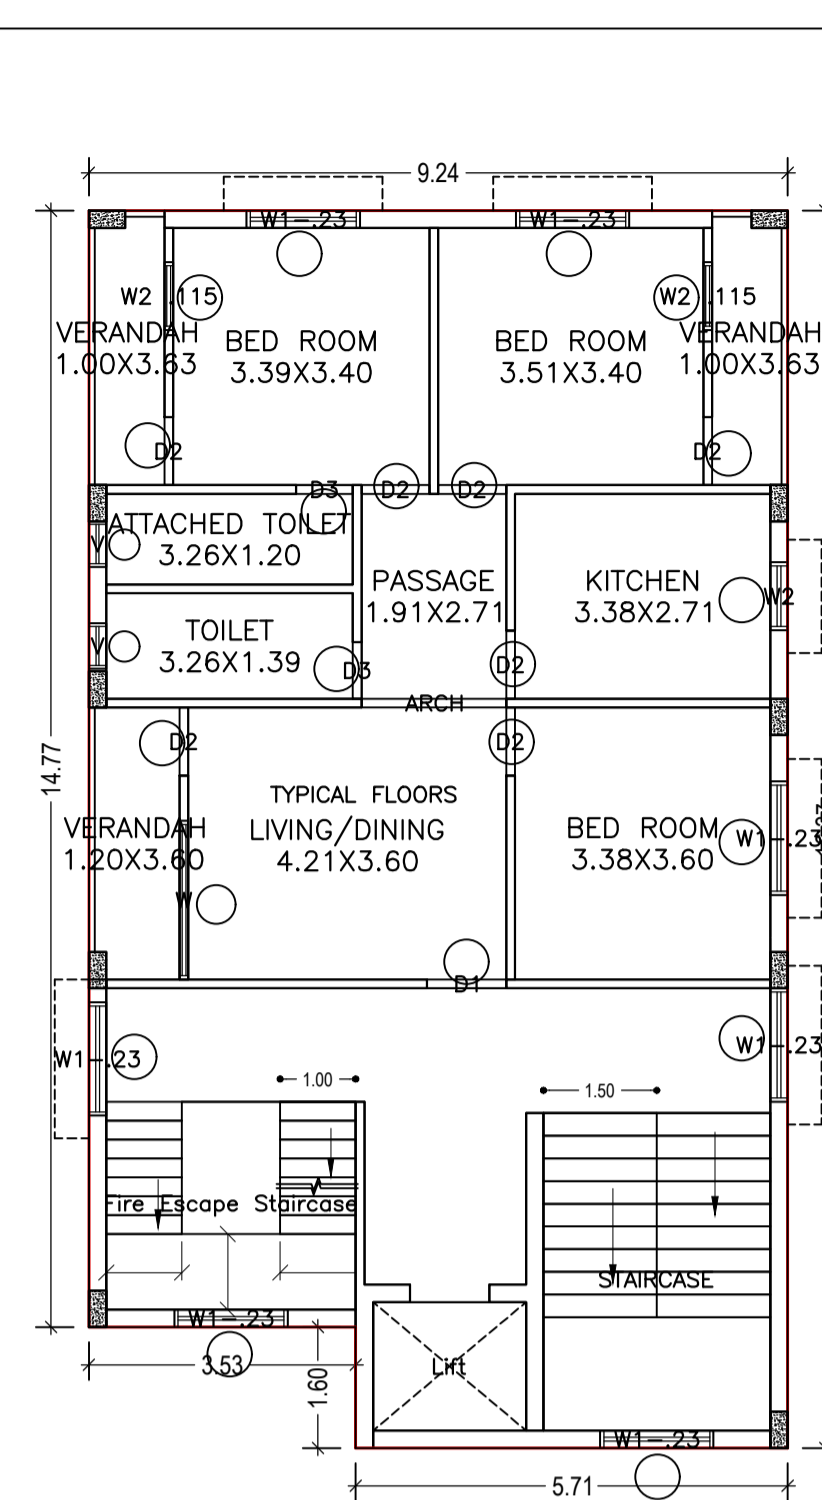 9.24
W1-.23
W1-.23
W2 .115
W2 .115
VERANDAH
1.00X3.63
BED ROOM
3.39X3.40
BED ROOM
3.51X3.40
VERANDAH
1.00X3.63
D2
D2
D3
D2
D2
ATTACHED TOILET
3.26X1.20
V
PASSAGE
1.91X2.71
KITCHEN
3.38X2.71
W2
TOILET
3.26X1.39
V
D3
D2
ARCH
14.77
D2
D2
TYPICAL FLOORS
LIVING/DINING
4.21X3.60
VERANDAH
1.20X3.60
BED ROOM
3.38X3.60
W1-.23
W
D1
W1-.23
W1-.23
1.00
1.50
Fire Escape Staircase
STAIRCASE
W1-.23
3.53
1.60
Lift
W1-.23
5.71